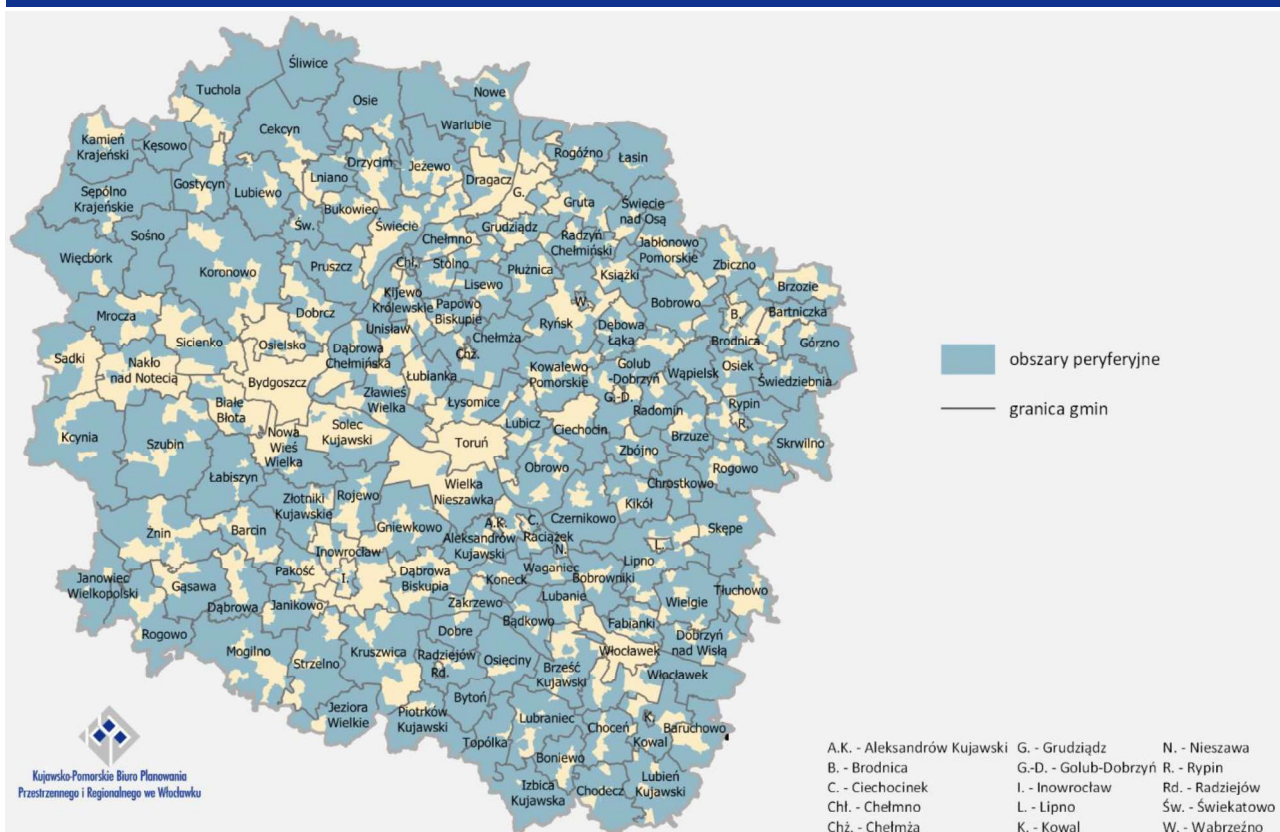 Śliwice
Tuchola
Osie
Nowe
Warlubie
Cekcyn
Kamień
Krajeński
Kęsowo
Rogóźno
Łasin
Drzycim
Jeżewo
Lniano
Dragacz
G.
Sępólno
Krajeńskie
Gostycyn
Lubiewo
Bukowiec
Gruta
Świecie
nad Osą
Św.
Świecie
Chełmno
Grudziądz
Radzyń
Chełmiński
Jabłonowo
Pomorskie
Sośno
Więcbork
Koronowo
Pruszcz
Chł.
Stolno
Płużnica
Książki
Zbiczno
Lisewo
Brzozie
Kijewo
Królewskie
Papowo
Biskupie
W.
Bobrowo
Mrocza
Dobrcz
Unisław
Ryńsk
Dębowa
Łąka
B.
Bartniczka
Sicienko
Osielsko
Dąbrowa
Chełmińska
Chełmża
Chż.
Brodnica
Górzno
Sadki
Nakło
nad Notecią
Bydgoszcz
Łubianka
Kowalewo
Pomorskie
Golub
-Dobrzyń
Wąpielsk
Osiek
Świedziebnia
Zławieś
Wielka
Łysomice
G.-D.
Radomin
Rypin
R.
Białe
Błota
Solec
Kujawski
Lubicz
Ciechocin
Kcynia
Szubin
Nowa
Wieś
Wielka
Toruń
Zbójno
Brzuze
Skrwilno
Obrowo
Rogowo
Łabiszyn
Wielka
Nieszawka
Chrostkowo
Złotniki
Kujawskie
Rojewo
Kikół
Czernikowo
Żnin
Barcin
Gniewkowo
A.K.
C.
Raciążek
Skępe
Aleksandrów
Kujawski
N.
L.
Inowrocław
Lipno
Janowiec
Wielkopolski
Gąsawa
Pakość
I.
Dąbrowa
Biskupia
Koneck
Waganiec
Bobrowniki
Tłuchowo
Dąbrowa
Janikowo
Zakrzewo
Lubanie
Wielgie
Rogowo
Bądkowo
Fabianki
Dobre
Dobrzyń
nad Wisłą
Mogilno
Strzelno
Kruszwica
Radziejów
Rd.
Osięciny
Brześć
Kujawski
Włocławek
Włocławek
Jeziora
Wielkie
Bytoń
Piotrków
Kujawski
Lubraniec
Choceń
K.
Baruchowo
Topólka
Kowal
Boniewo
Izbica
Kujawska
Chodecz
Lubień
Kujawski
obszary peryferyjne
granica gmin
Kujawsko-Pomorskie Biuro Planowania
Przestrzennego i Regionalnego we Włocławku
A.K. - Aleksandrów Kujawski G. - Grudziądz N. - Nieszawa
B. - Brodnica G.-D. - Golub-Dobrzyń R. - Rypin
C. - Ciechocinek I. - Inowrocław Rd. - Radziejów
Chł. - Chełmno L. - Lipno Św. - Świekatowo
Chż. - Chełmża K. - Kowal W. - Wąbrzeźno